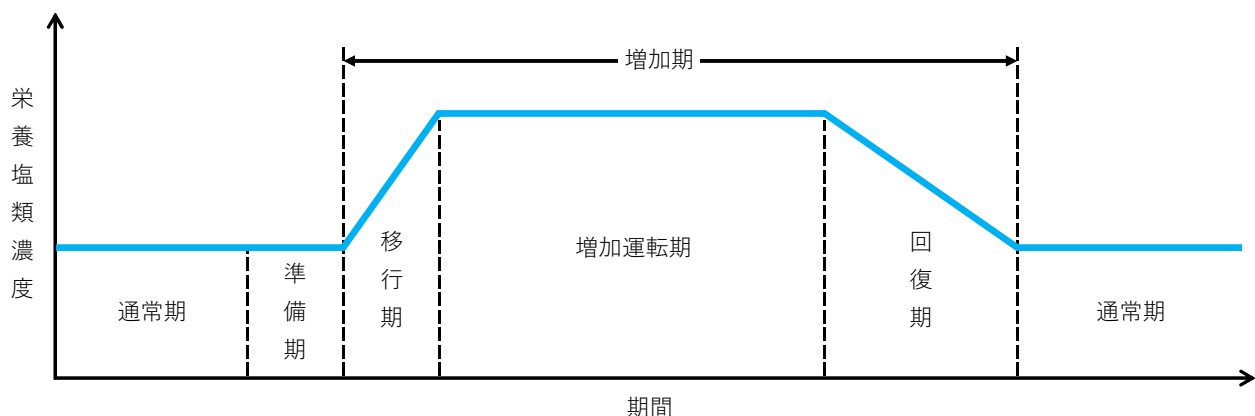 増加期
栄養塩類濃度
通常期
準備期
移行期
増加運転期
回復期
通常期
期間